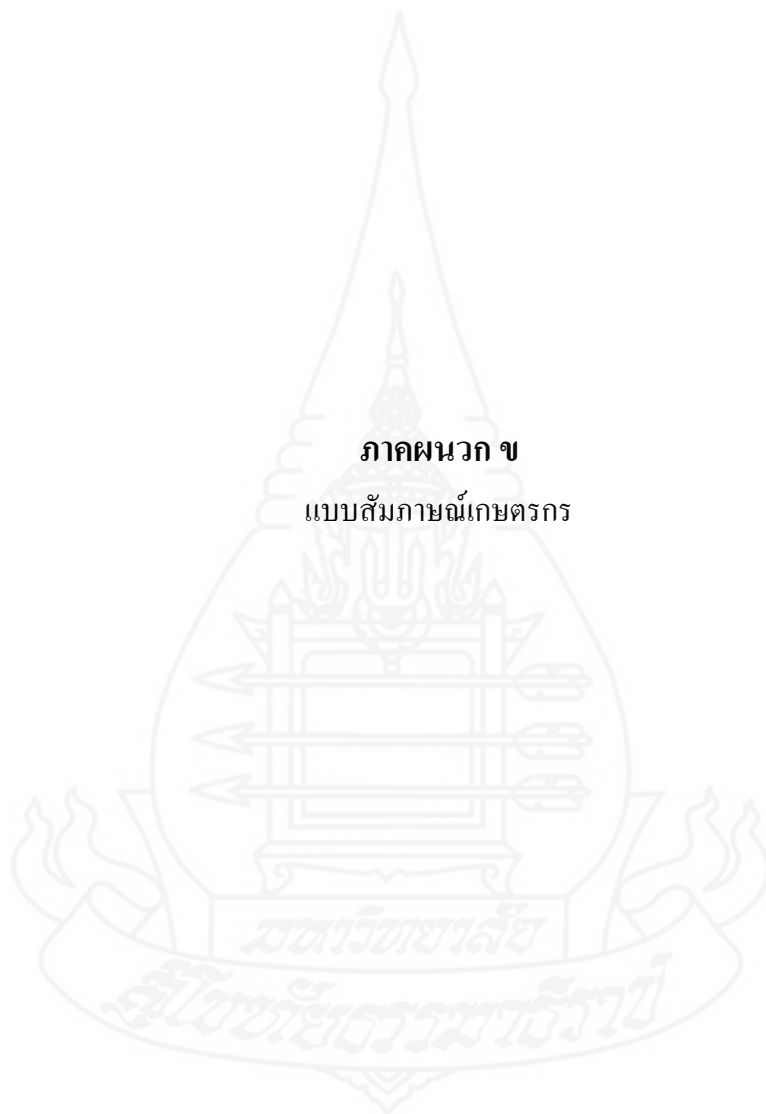 ภาคผนวก ข
แบบสัมภาษณ์เกษตรกร
มหาวิทยาลัย
สุโขทัยธรรมาธิราช